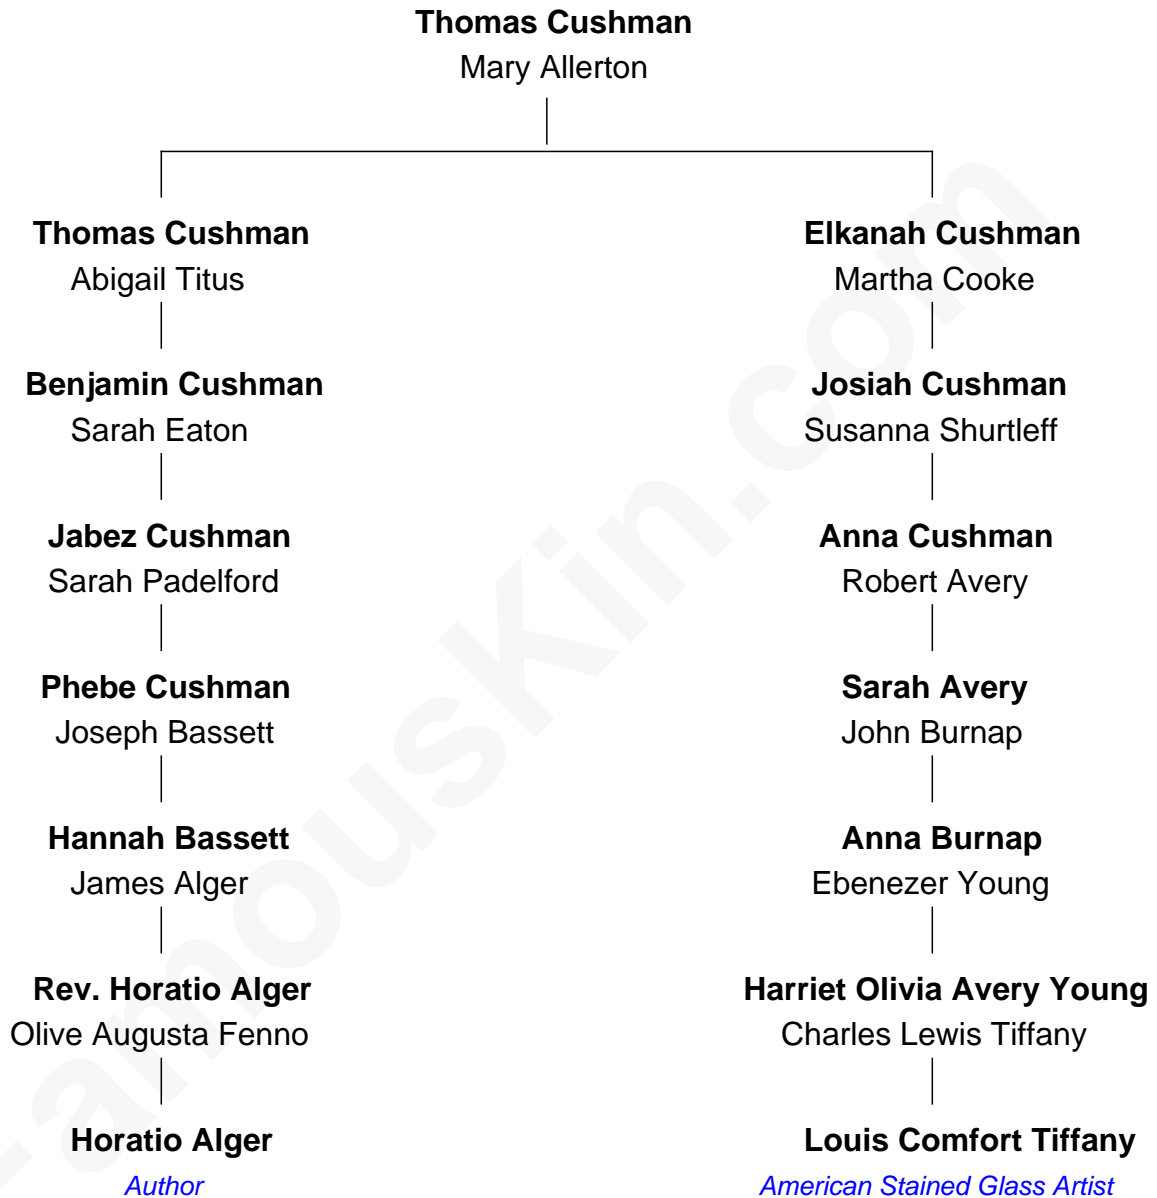 Thomas Cushman
Mary Allerton
Thomas Cushman
Abigail Titus
Elkanah Cushman
Martha Cooke
Benjamin Cushman
Sarah Eaton
Josiah Cushman
Susanna Shurtleff
Jabez Cushman
Sarah Padelford
Anna Cushman
Robert Avery
Phebe Cushman
Joseph Bassett
Sarah Avery
John Burnap
Hannah Bassett
James Alger
Anna Burnap
Ebenezer Young
Rev. Horatio Alger
Olive Augusta Fenno
Harriet Olivia Avery Young
Charles Lewis Tiffany
Horatio Alger
Author
Louis Comfort Tiffany
American Stained Glass Artist
FamousKin.com